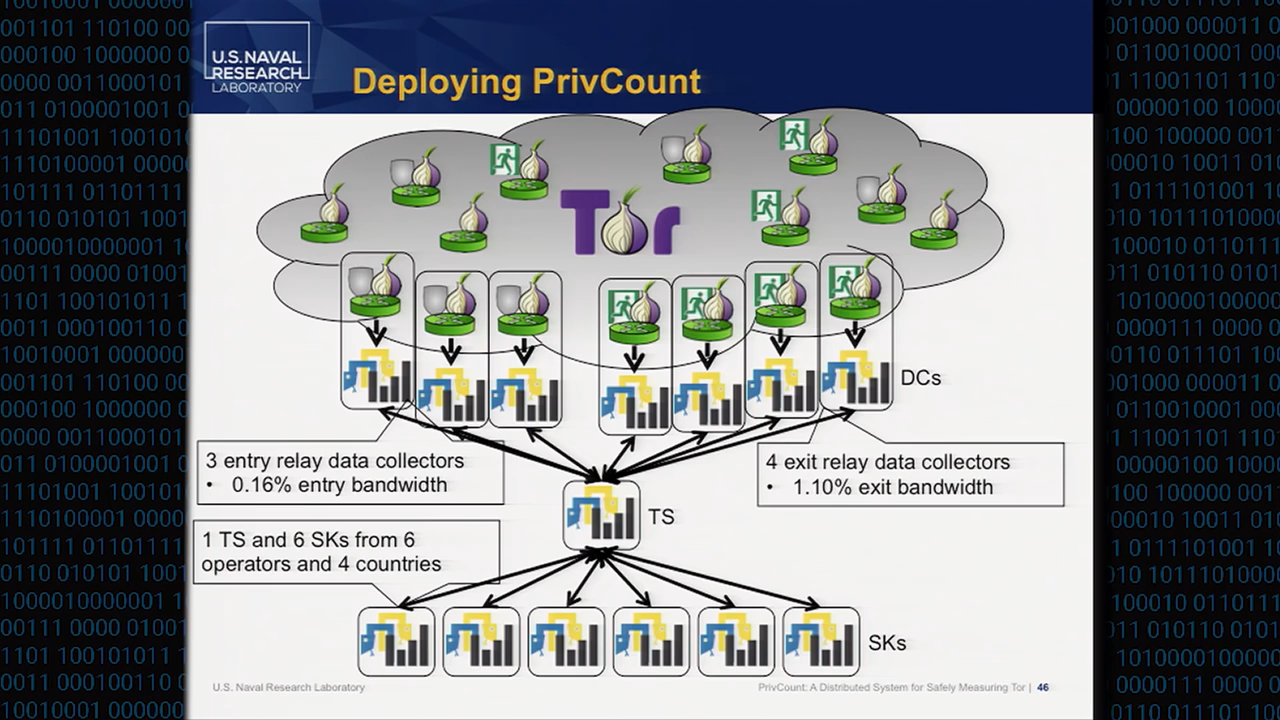 U.S. NAVAL
RESEARCH
LABORATORY
Deploying PrivCount
Tor
DCs
3 entry relay data collectors
• 0.16% entry bandwidth
4 exit relay data collectors
• 1.10% exit bandwidth
TS
1 TS and 6 SKs from 6
operators and 4 countries
SKs
U.S. Naval Research Laboratory
PrivCount: A Distributed System for Safely Measuring Tor | 46